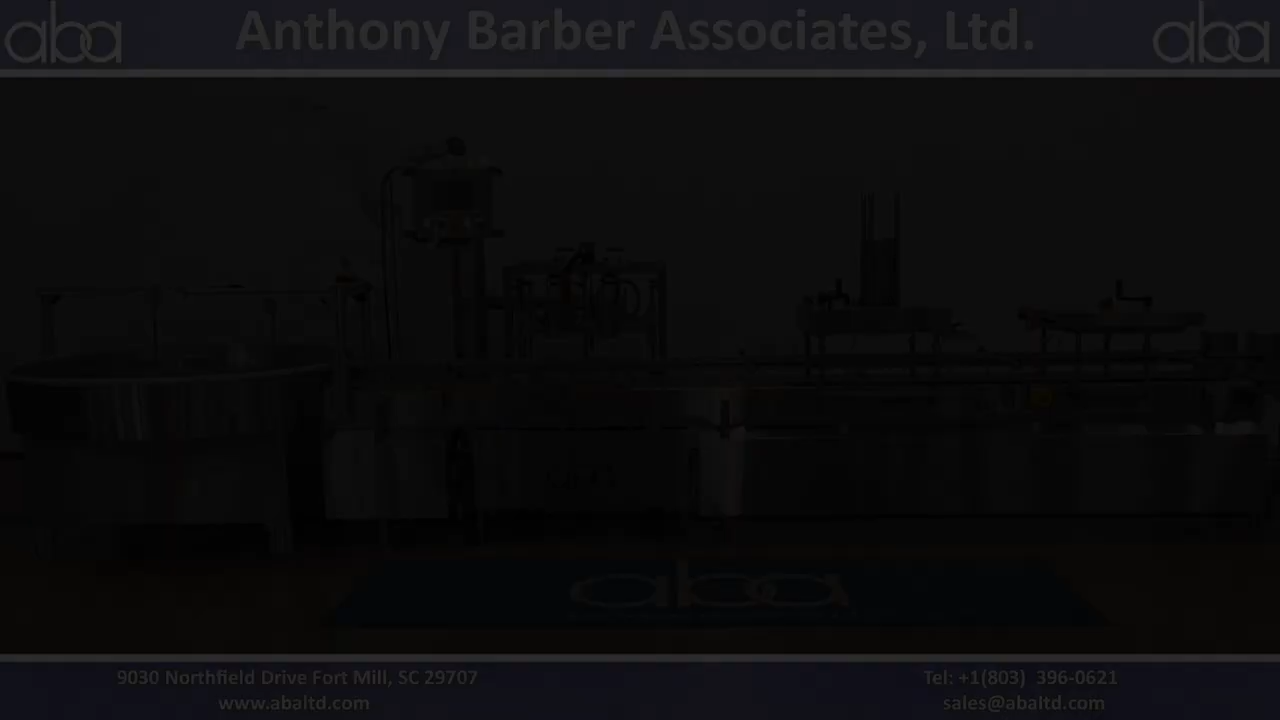 aba
Anthony Barber Associates, Ltd.
aba
aba
9030 Northfield Drive Fort Mill, SC 29707
www.abaltd.com
Tel: +1(803) 396-0621
sales@abaltd.com